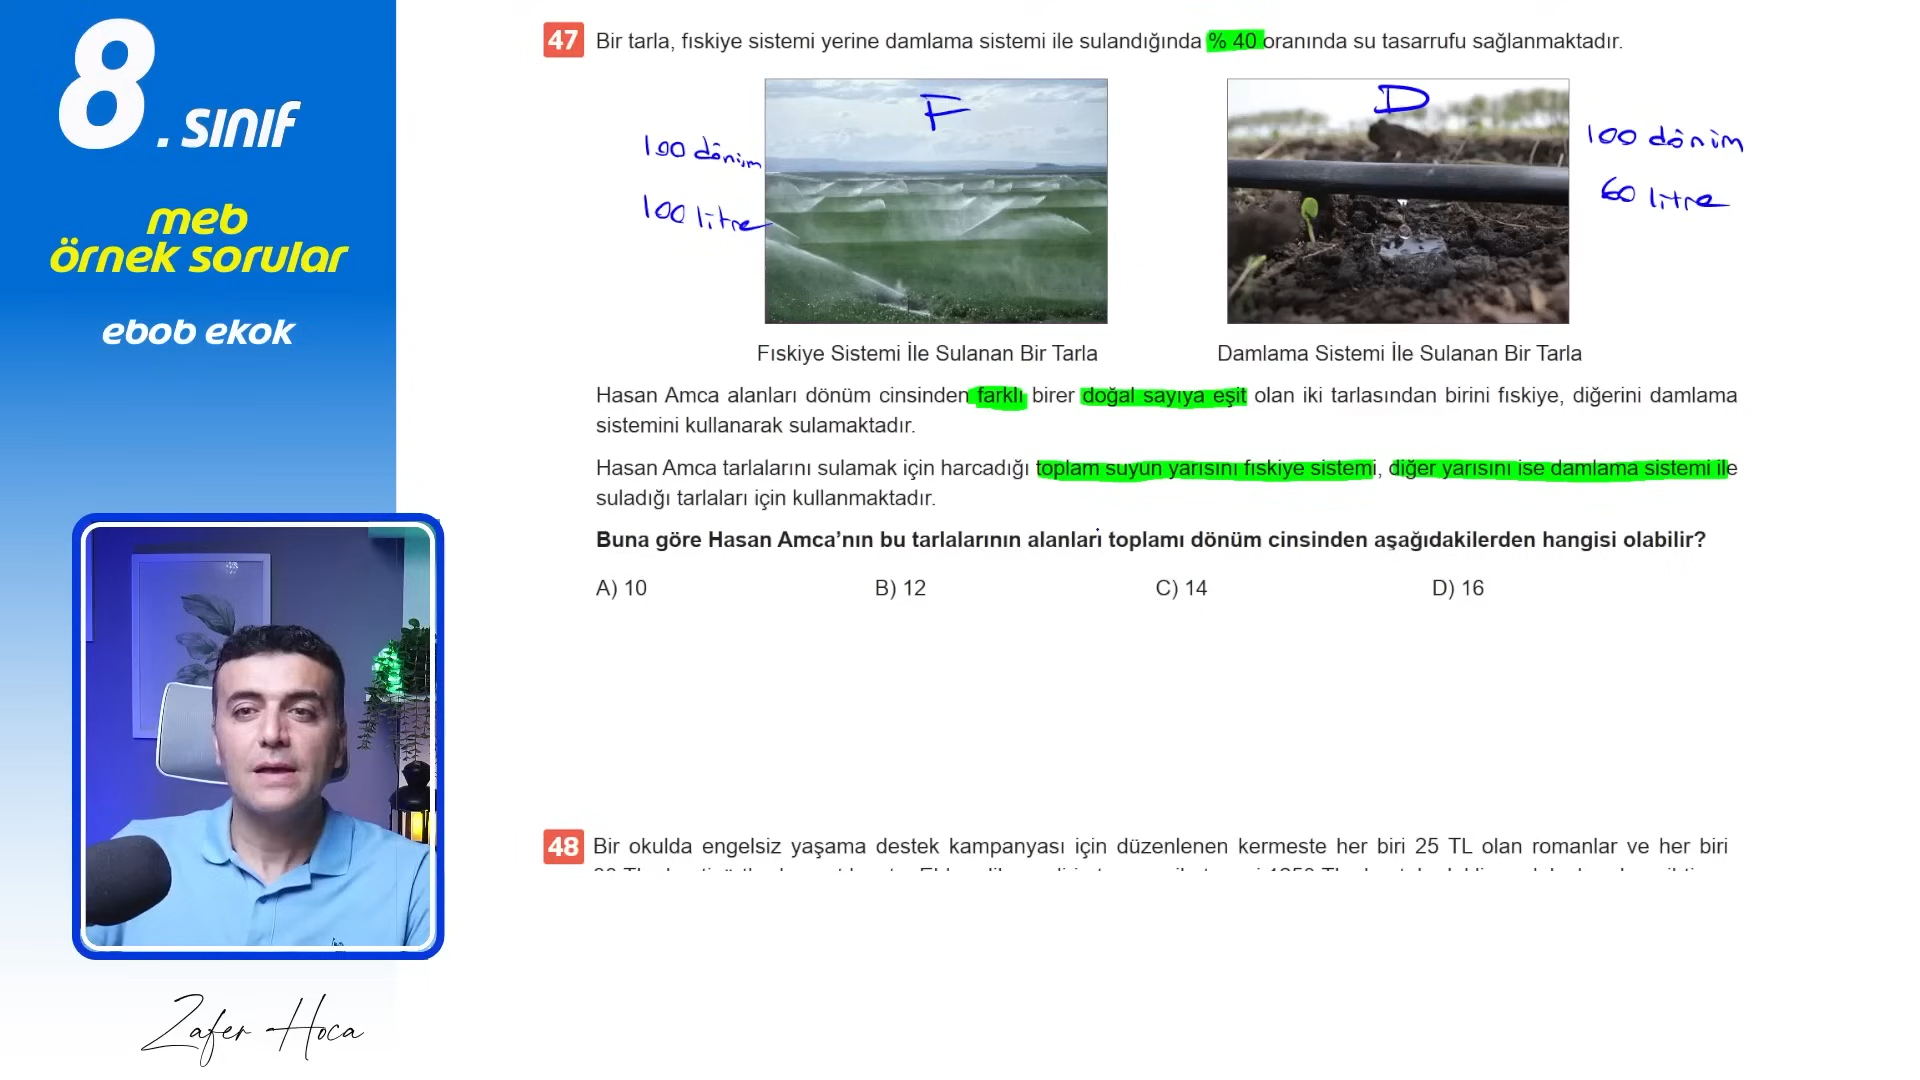 8. SINIF
meb
örnek sorular
ebob ekok
47 Bir tarla, fıskiye sistemi yerine damlama sistemi ile sulandığında % 40 oranında su tasarrufu sağlanmaktadır.
F
D
100 dönüm
100 litre
100 dönüm
60 litre
Fıskiye Sistemi İle Sulanan Bir Tarla
Damlama Sistemi İle Sulanan Bir Tarla
Hasan Amca alanları dönüm cinsinden farklı birer doğal sayıya eşit olan iki tarlasından birini fıskiye, diğerini damlama
sistemini kullanarak sulamaktadır.
Hasan Amca tarlalarını sulamak için harcadığı toplam suyun yarısını fıskiye sistemi, diğer yarısını ise damlama sistemi ile
suladığı tarlaları için kullanmaktadır.
Buna göre Hasan Amca’nın bu tarlalarının alanları toplamı dönüm cinsinden aşağıdakilerden hangisi olabilir?
A) 10 B) 12 C) 14 D) 16
48 Bir okulda engelsiz yaşama destek kampanyası için düzenlenen kermeste her biri 25 TL olan romanlar ve her biri
Zafer Hoca